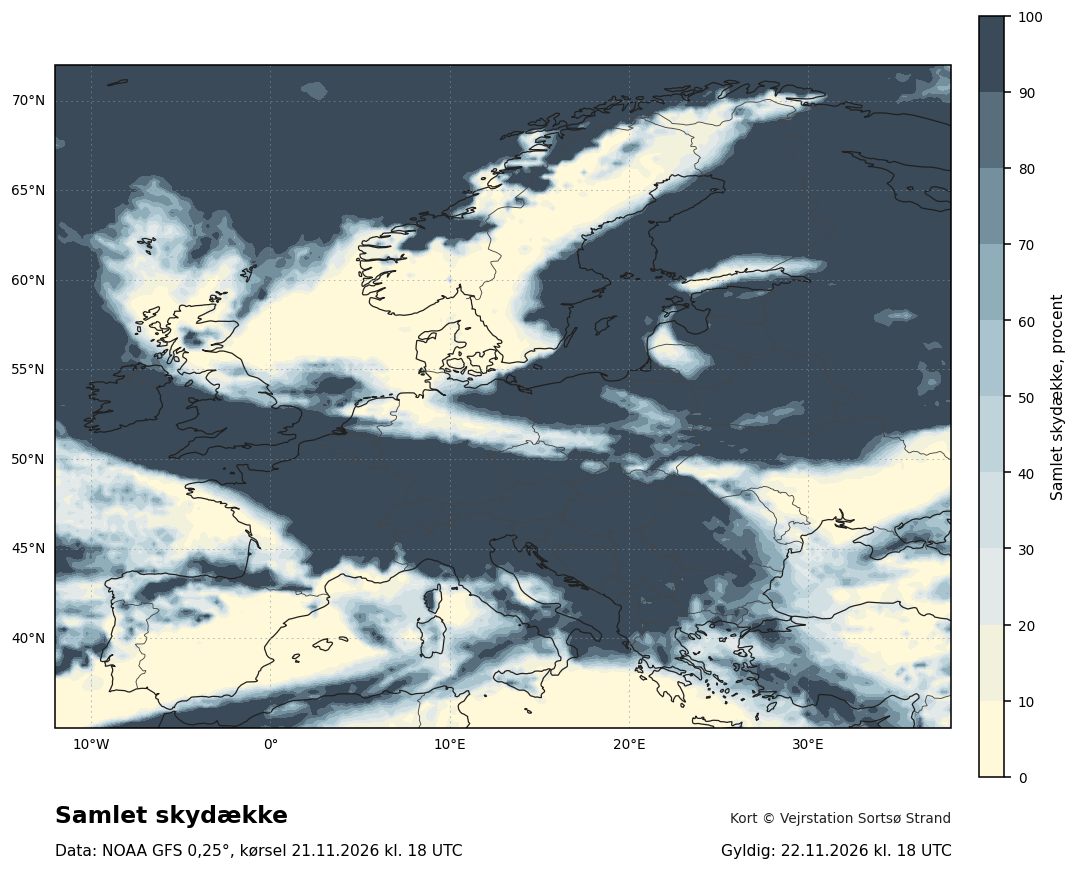 70°N
65°N
60°N
55°N
50°N
45°N
40°N
10°W 0° 10°E 20°E 30°E
100
90
80
70
60
50
40
30
20
10
0
Samlet skydække, procent
Samlet skydække
Kort © Vejrstation Sortsø Strand
Data: NOAA GFS 0,25°, kørsel 21.11.2026 kl. 18 UTC
Gyldig: 22.11.2026 kl. 18 UTC